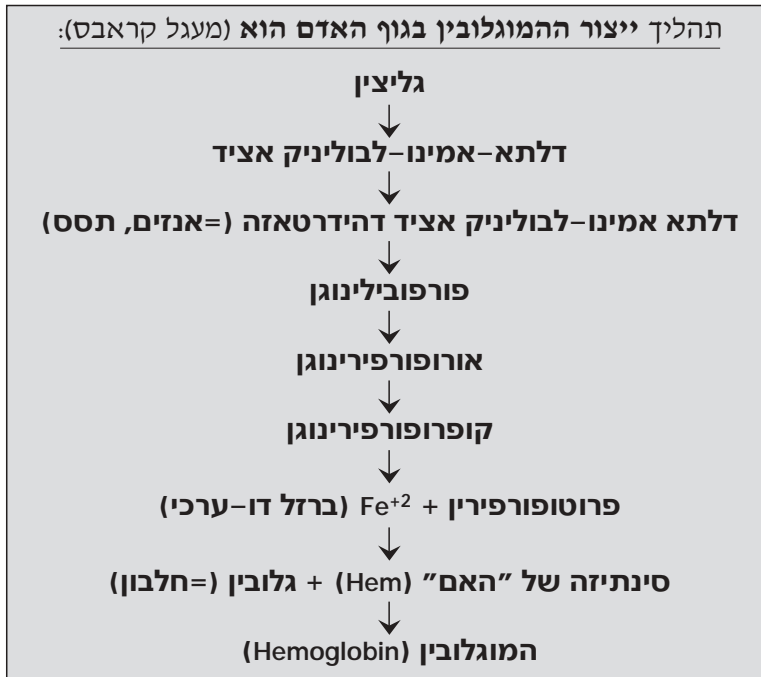 תהליך ייצור ההמוגלובין בגוף האדם הוא (מעגל קראבס):
גליצין
דלתא-אמינו-לבוליניק אציד
דלתא אמינו-לבוליניק אציד דהידרטאזה (=אנזים, תסס)
פורפובילינוגן
אורופורפירינוגן
קופרופורפירינוגן
פרוטופורפירין + Fe+2 (ברזל דו-ערכי)
סינתיזה של "האם" (Hem) + גלובין (=חלבון)
המוגלובין (Hemoglobin)